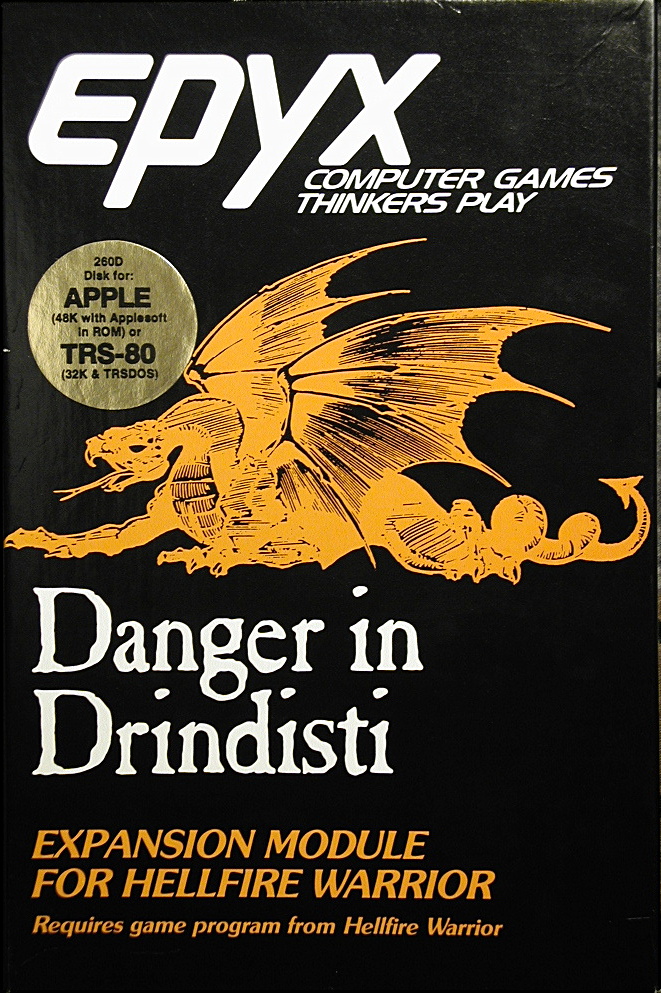 EPYX
COMPUTER GAMES
THINKERS PLAY
260D
Disk for:
APPLE
(48K with Applesoft
in ROM) or
TRS-80
(32K & TRSDOS)
Danger in
Drindisti
EXPANSION MODULE
FOR HELLFIRE WARRIOR
Requires game program from Hellfire Warrior